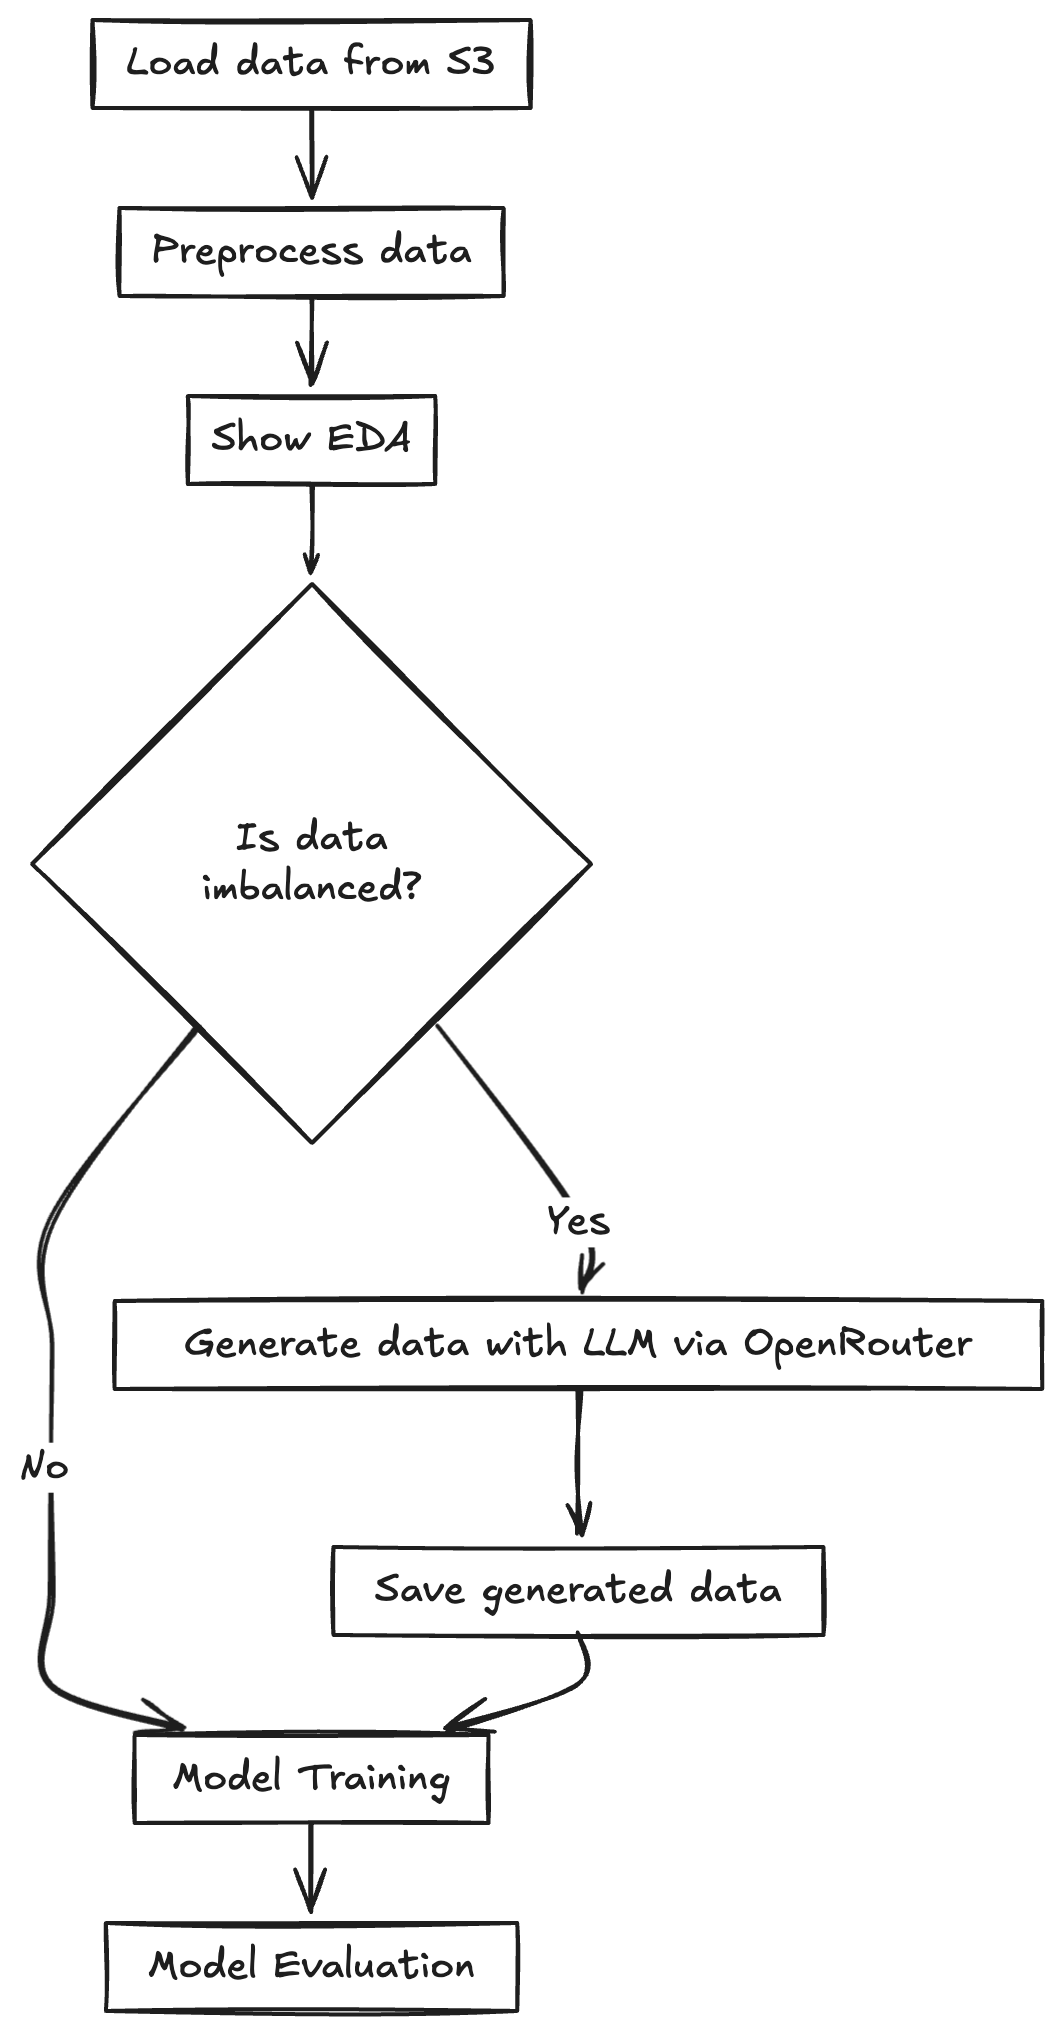 Load data from S3
Preprocess data
Show EDA
Is data
imbalanced?
Yes
Generate data with LLM via OpenRouter
No
Save generated data
Model Training
Model Evaluation